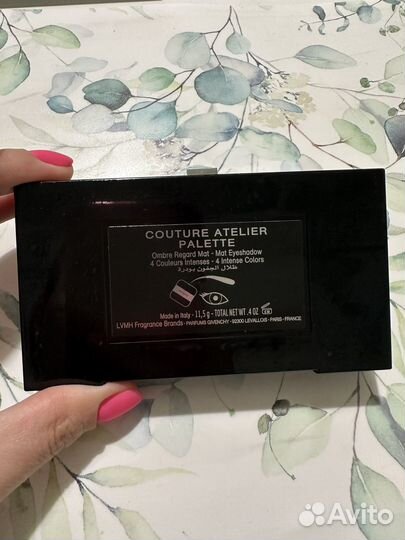 COUTURE ATELIER
PALETTE
Ombre Regard Mat - Mat Eyeshadow
4 Couleurs Intenses - 4 Intense Colors
ظلال الجفون بودرة
Made in Italy - 11,5 g - TOTAL NET WT .4 OZ
LVMH Fragrance Brands - PARFUMS GIVENCHY - 92300 LEVALLOIS - PARIS - FRANCE
Avito